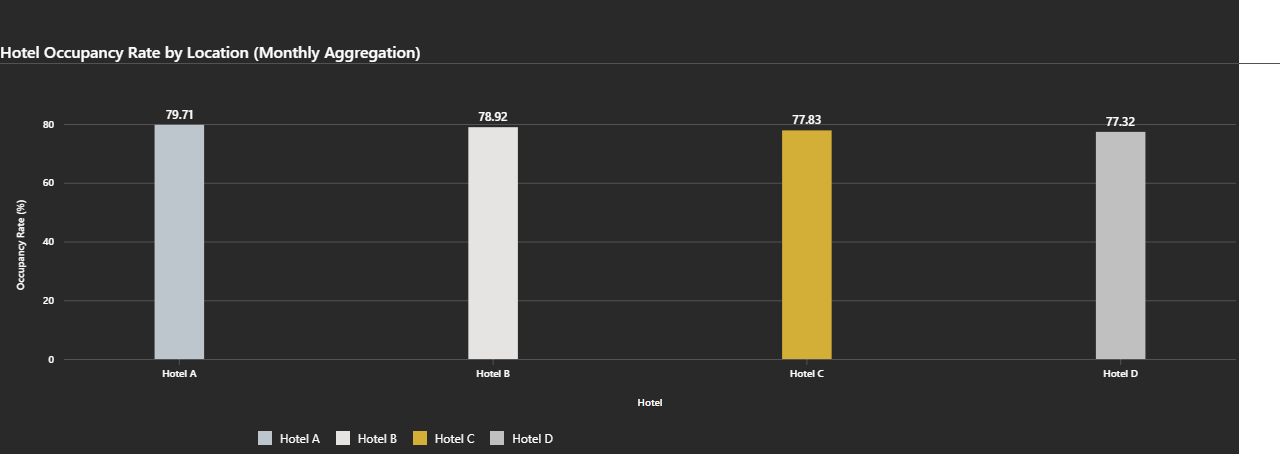 Hotel Occupancy Rate by Location (Monthly Aggregation)
79.71
78.92
77.83
77.32
80
60
40
20
0
Occupancy Rate (%)
Hotel A
Hotel B
Hotel C
Hotel D
Hotel
Hotel A
Hotel B
Hotel C
Hotel D